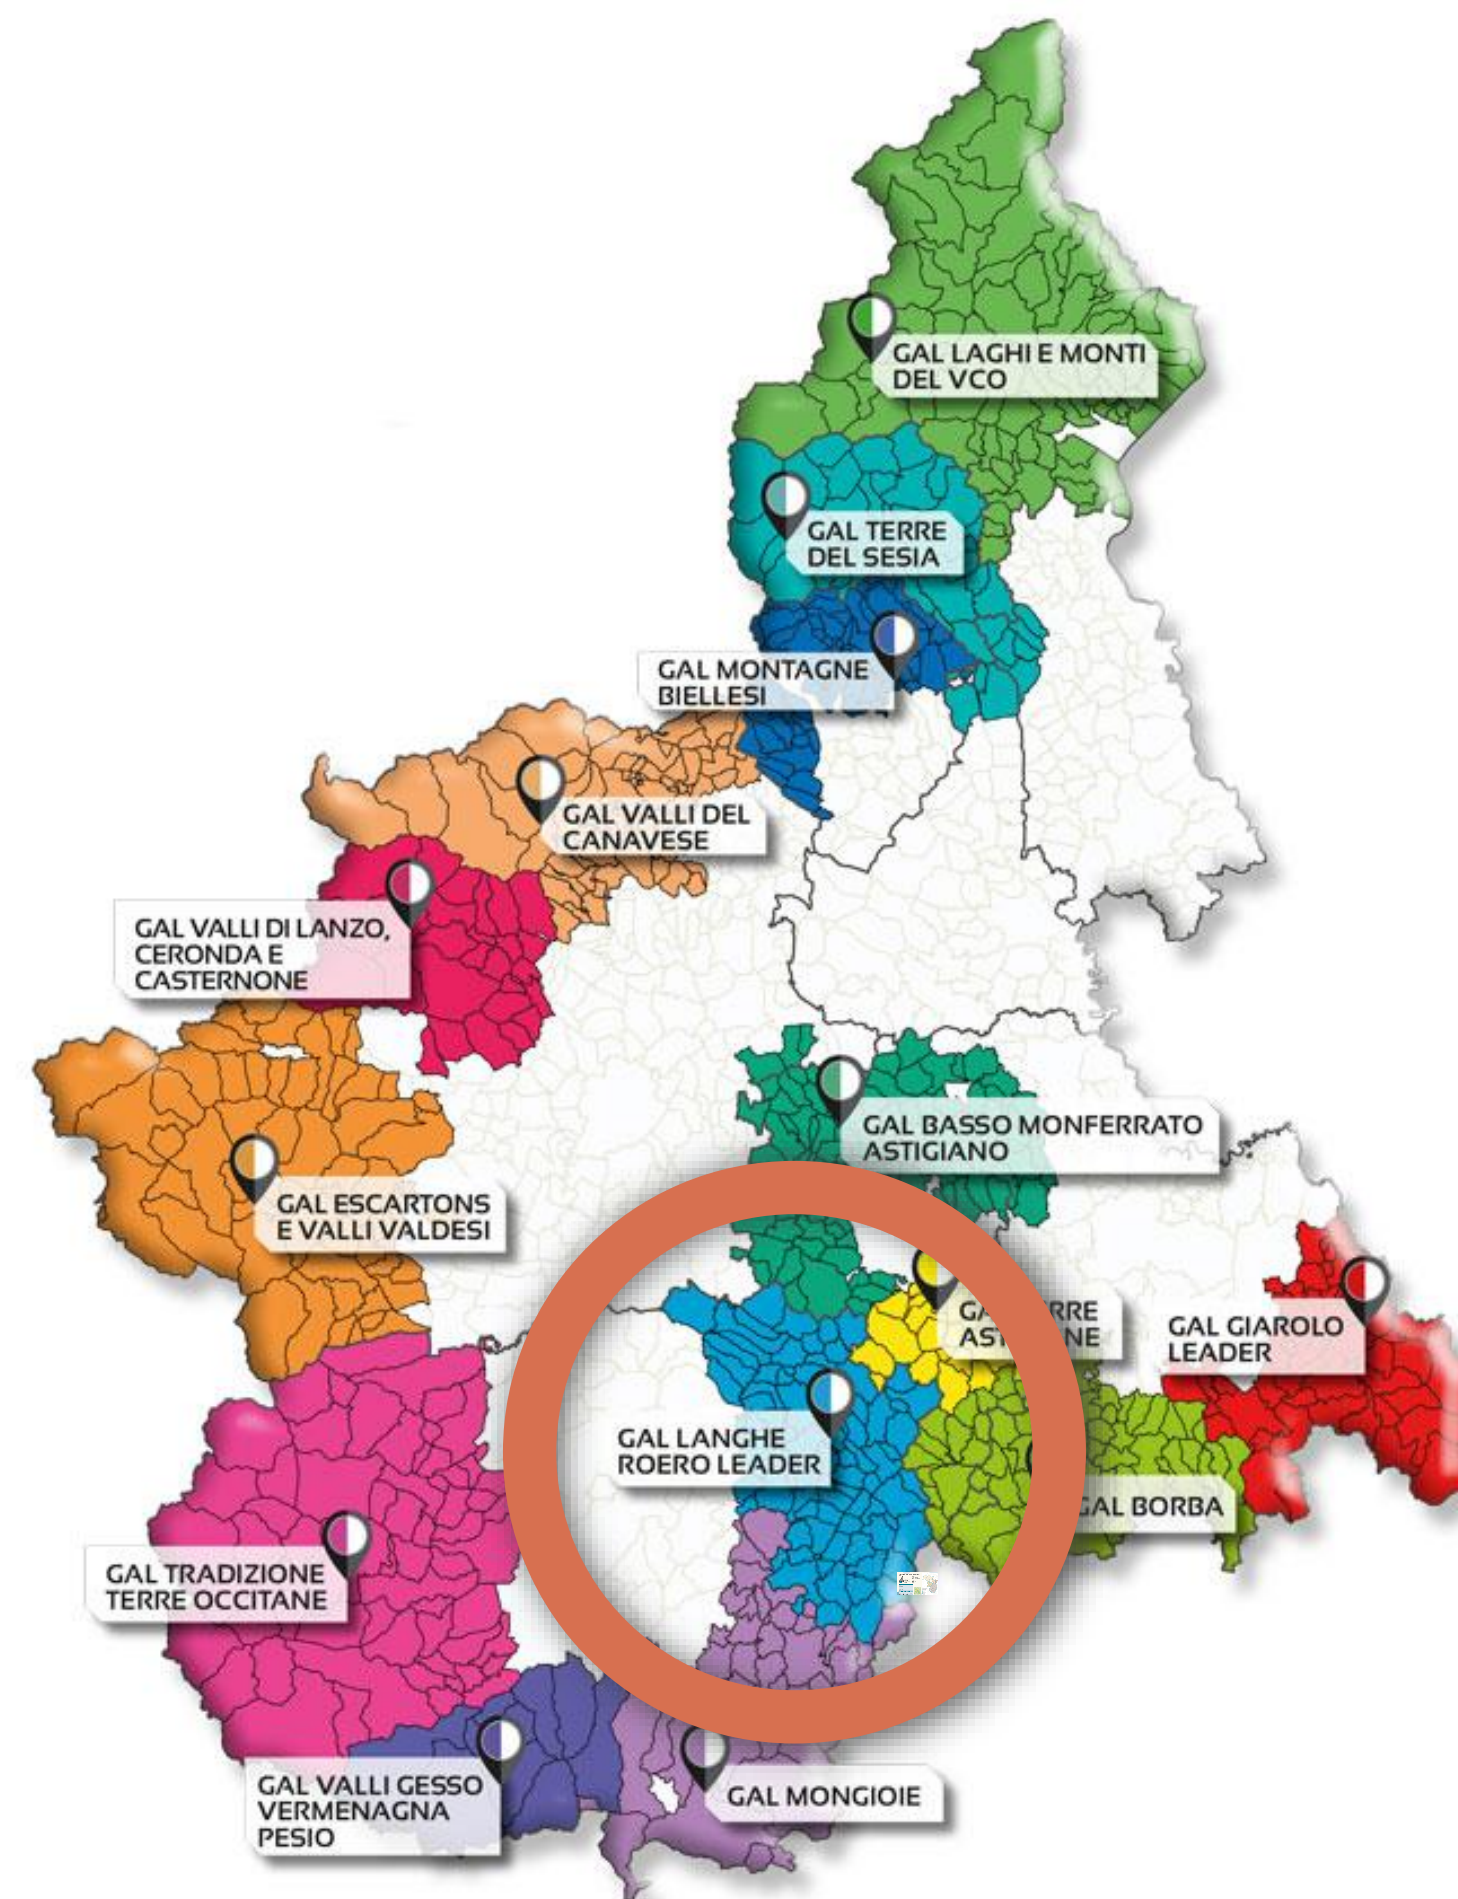 GAL LAGHI E MONTI
DEL VCO
GAL TERRE
DEL SESIA
GAL MONTAGNE
BIELLESI
GAL VALLI DEL
CANAVESE
GAL VALLI DI LANZO,
CERONDA E
CASTERNONE
GAL BASSO MONFERRATO
ASTIGIANO
GAL ESCARTONS
E VALLI VALDESI
GAL GIAROLO
LEADER
GAL LANGHE
ROERO LEADER
GAL BORBA
GAL TRADIZIONE
TERRE OCCITANE
GAL VALLI GESSO
VERMENAGNA
PESIO
GAL MONGIOIE